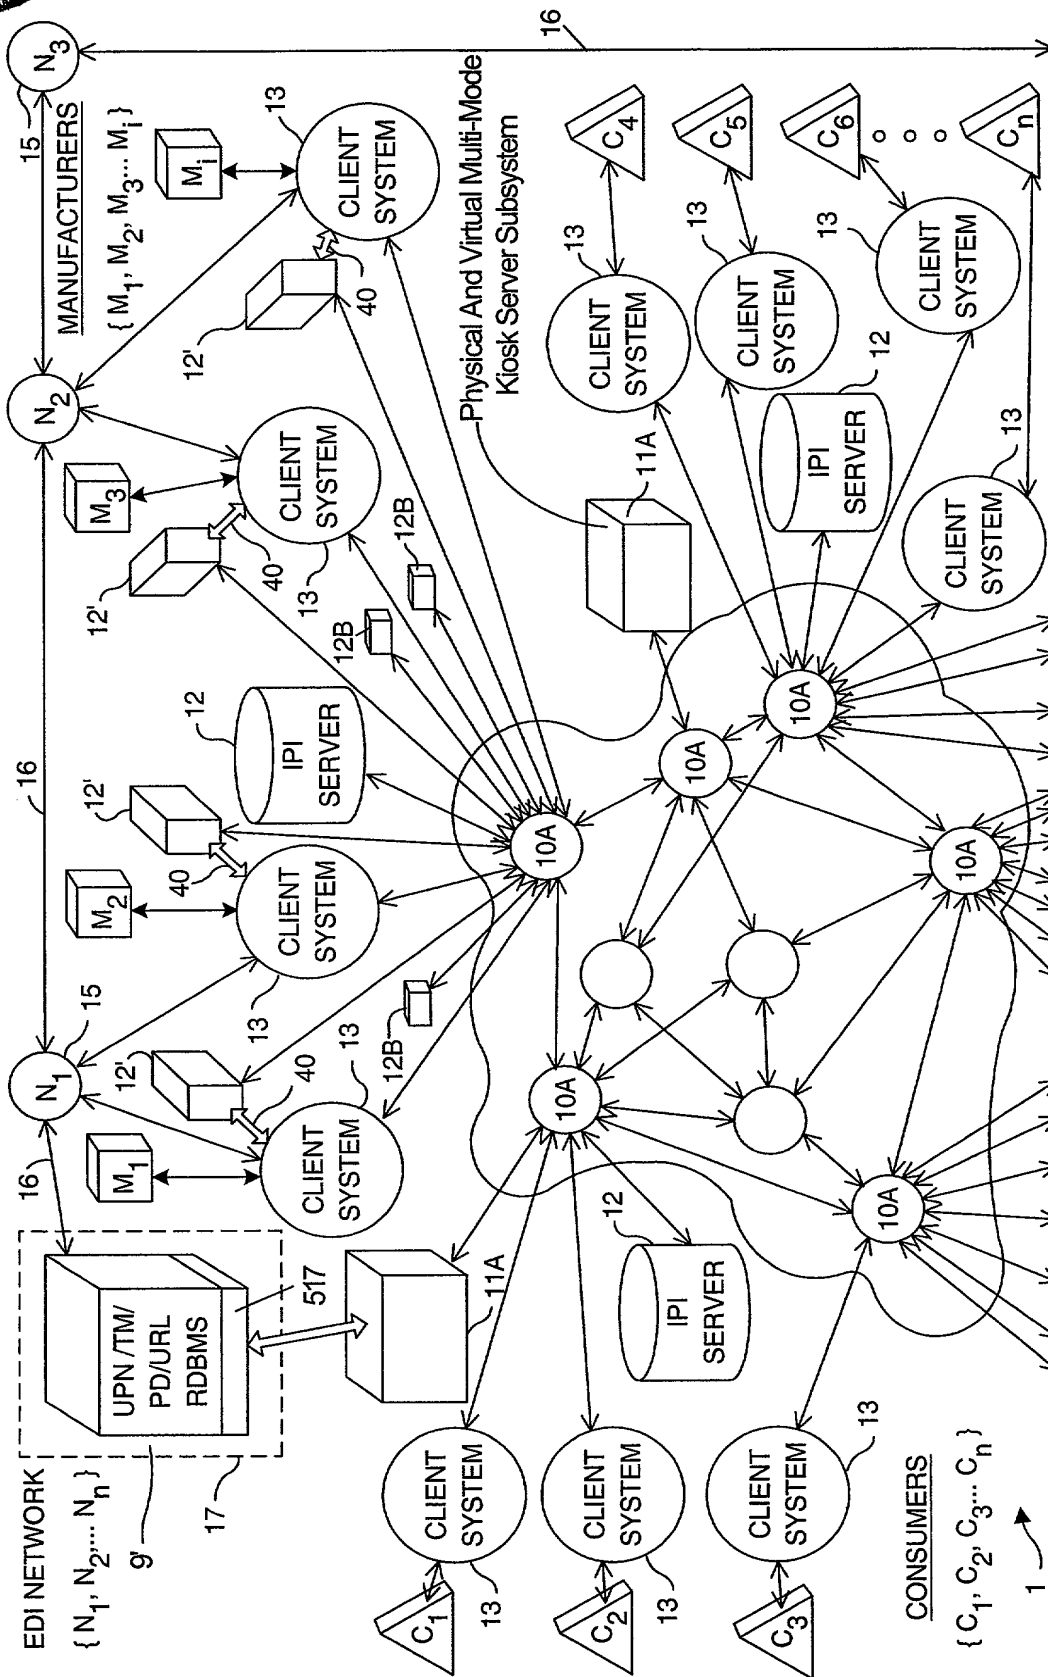 EDI NETWORK
{ N1, N2,... Nn }
9'
17
UPN /TM/
PD/URL
RDBMS
517
16
N1
15
16
N2
15
N3
16
MANUFACTURERS
{ M1, M2, M3... Mi }
M1
CLIENT
SYSTEM
13
12'
40
M2
CLIENT
SYSTEM
13
12'
40
12
IPI
SERVER
M3
CLIENT
SYSTEM
13
12'
40
Mi
CLIENT
SYSTEM
13
12'
40
12B
12B
12B
11A
Physical And Virtual Multi-Mode
Kiosk Server Subsystem
11A
C1
CLIENT
SYSTEM
13
C2
CLIENT
SYSTEM
13
C3
CLIENT
SYSTEM
13
12
IPI
SERVER
10A
10A
10A
10A
10A
10A
CLIENT
SYSTEM
13
C4
CLIENT
SYSTEM
13
C5
12
IPI
SERVER
CLIENT
SYSTEM
13
C6
CLIENT
SYSTEM
13
Cn
CONSUMERS
{ C1, C2, C3... Cn }
1